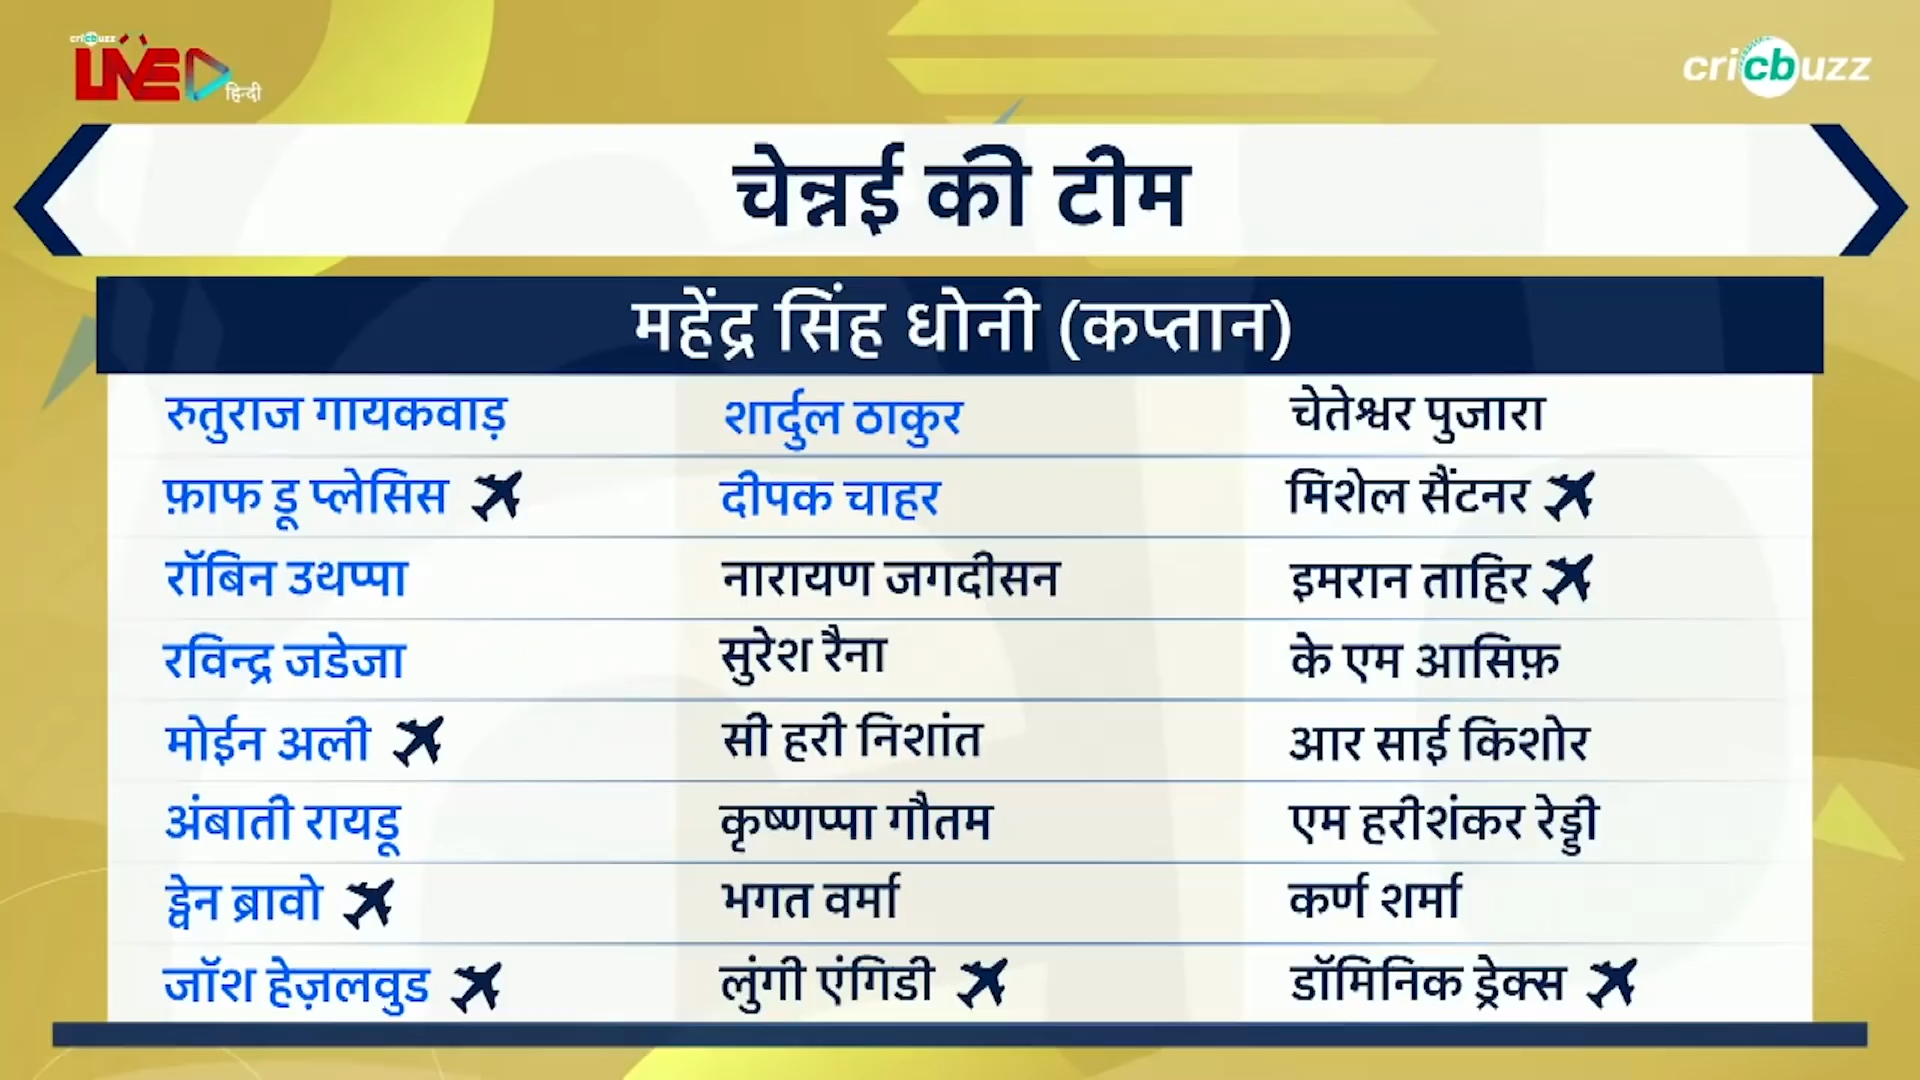 cricbuzz
LIVE हिन्दी
cricbuzz
चेन्नई की टीम
महेंद्र सिंह धोनी (कप्तान)
रुतुराज गायकवाड़ शार्दुल ठाकुर चेतेश्वर पुजारा
फ़ाफ डू प्लेसिस दीपक चाहर मिशेल सैंटनर
रॉबिन उथप्पा नारायण जगदीसन इमरान ताहिर
रविन्द्र जडेजा सुरेश रैना के एम आसिफ़
मोईन अली सी हरी निशांत आर साई किशोर
अंबाती रायडू कृष्णप्पा गौतम एम हरीशंकर रेड्डी
ड्वेन ब्रावो भगत वर्मा कर्ण शर्मा
जॉश हेज़लवुड लुंगी एंगिडी डॉमिनिक ड्रेक्स